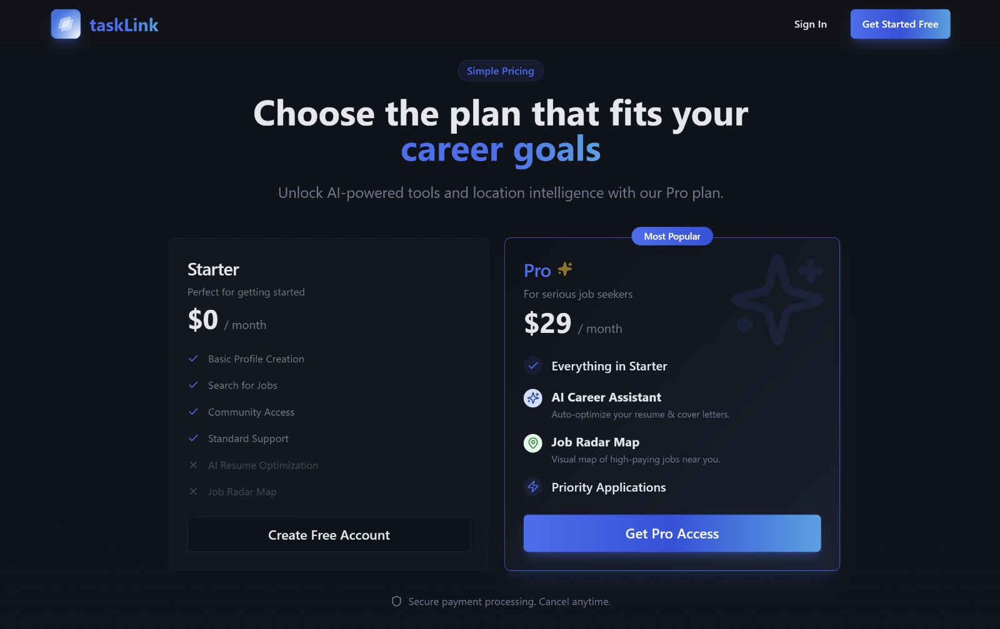 taskLink
Sign In
Get Started Free
Simple Pricing
Choose the plan that fits your
career goals
Unlock AI-powered tools and location intelligence with our Pro plan.
Starter
Perfect for getting started
$0 / month
Basic Profile Creation
Search for Jobs
Community Access
Standard Support
AI Resume Optimization
Job Radar Map
Create Free Account
Most Popular
Pro
For serious job seekers
$29 / month
Everything in Starter
AI Career Assistant
Auto-optimize your resume & cover letters.
Job Radar Map
Visual map of high-paying jobs near you.
Priority Applications
Get Pro Access
Secure payment processing. Cancel anytime.